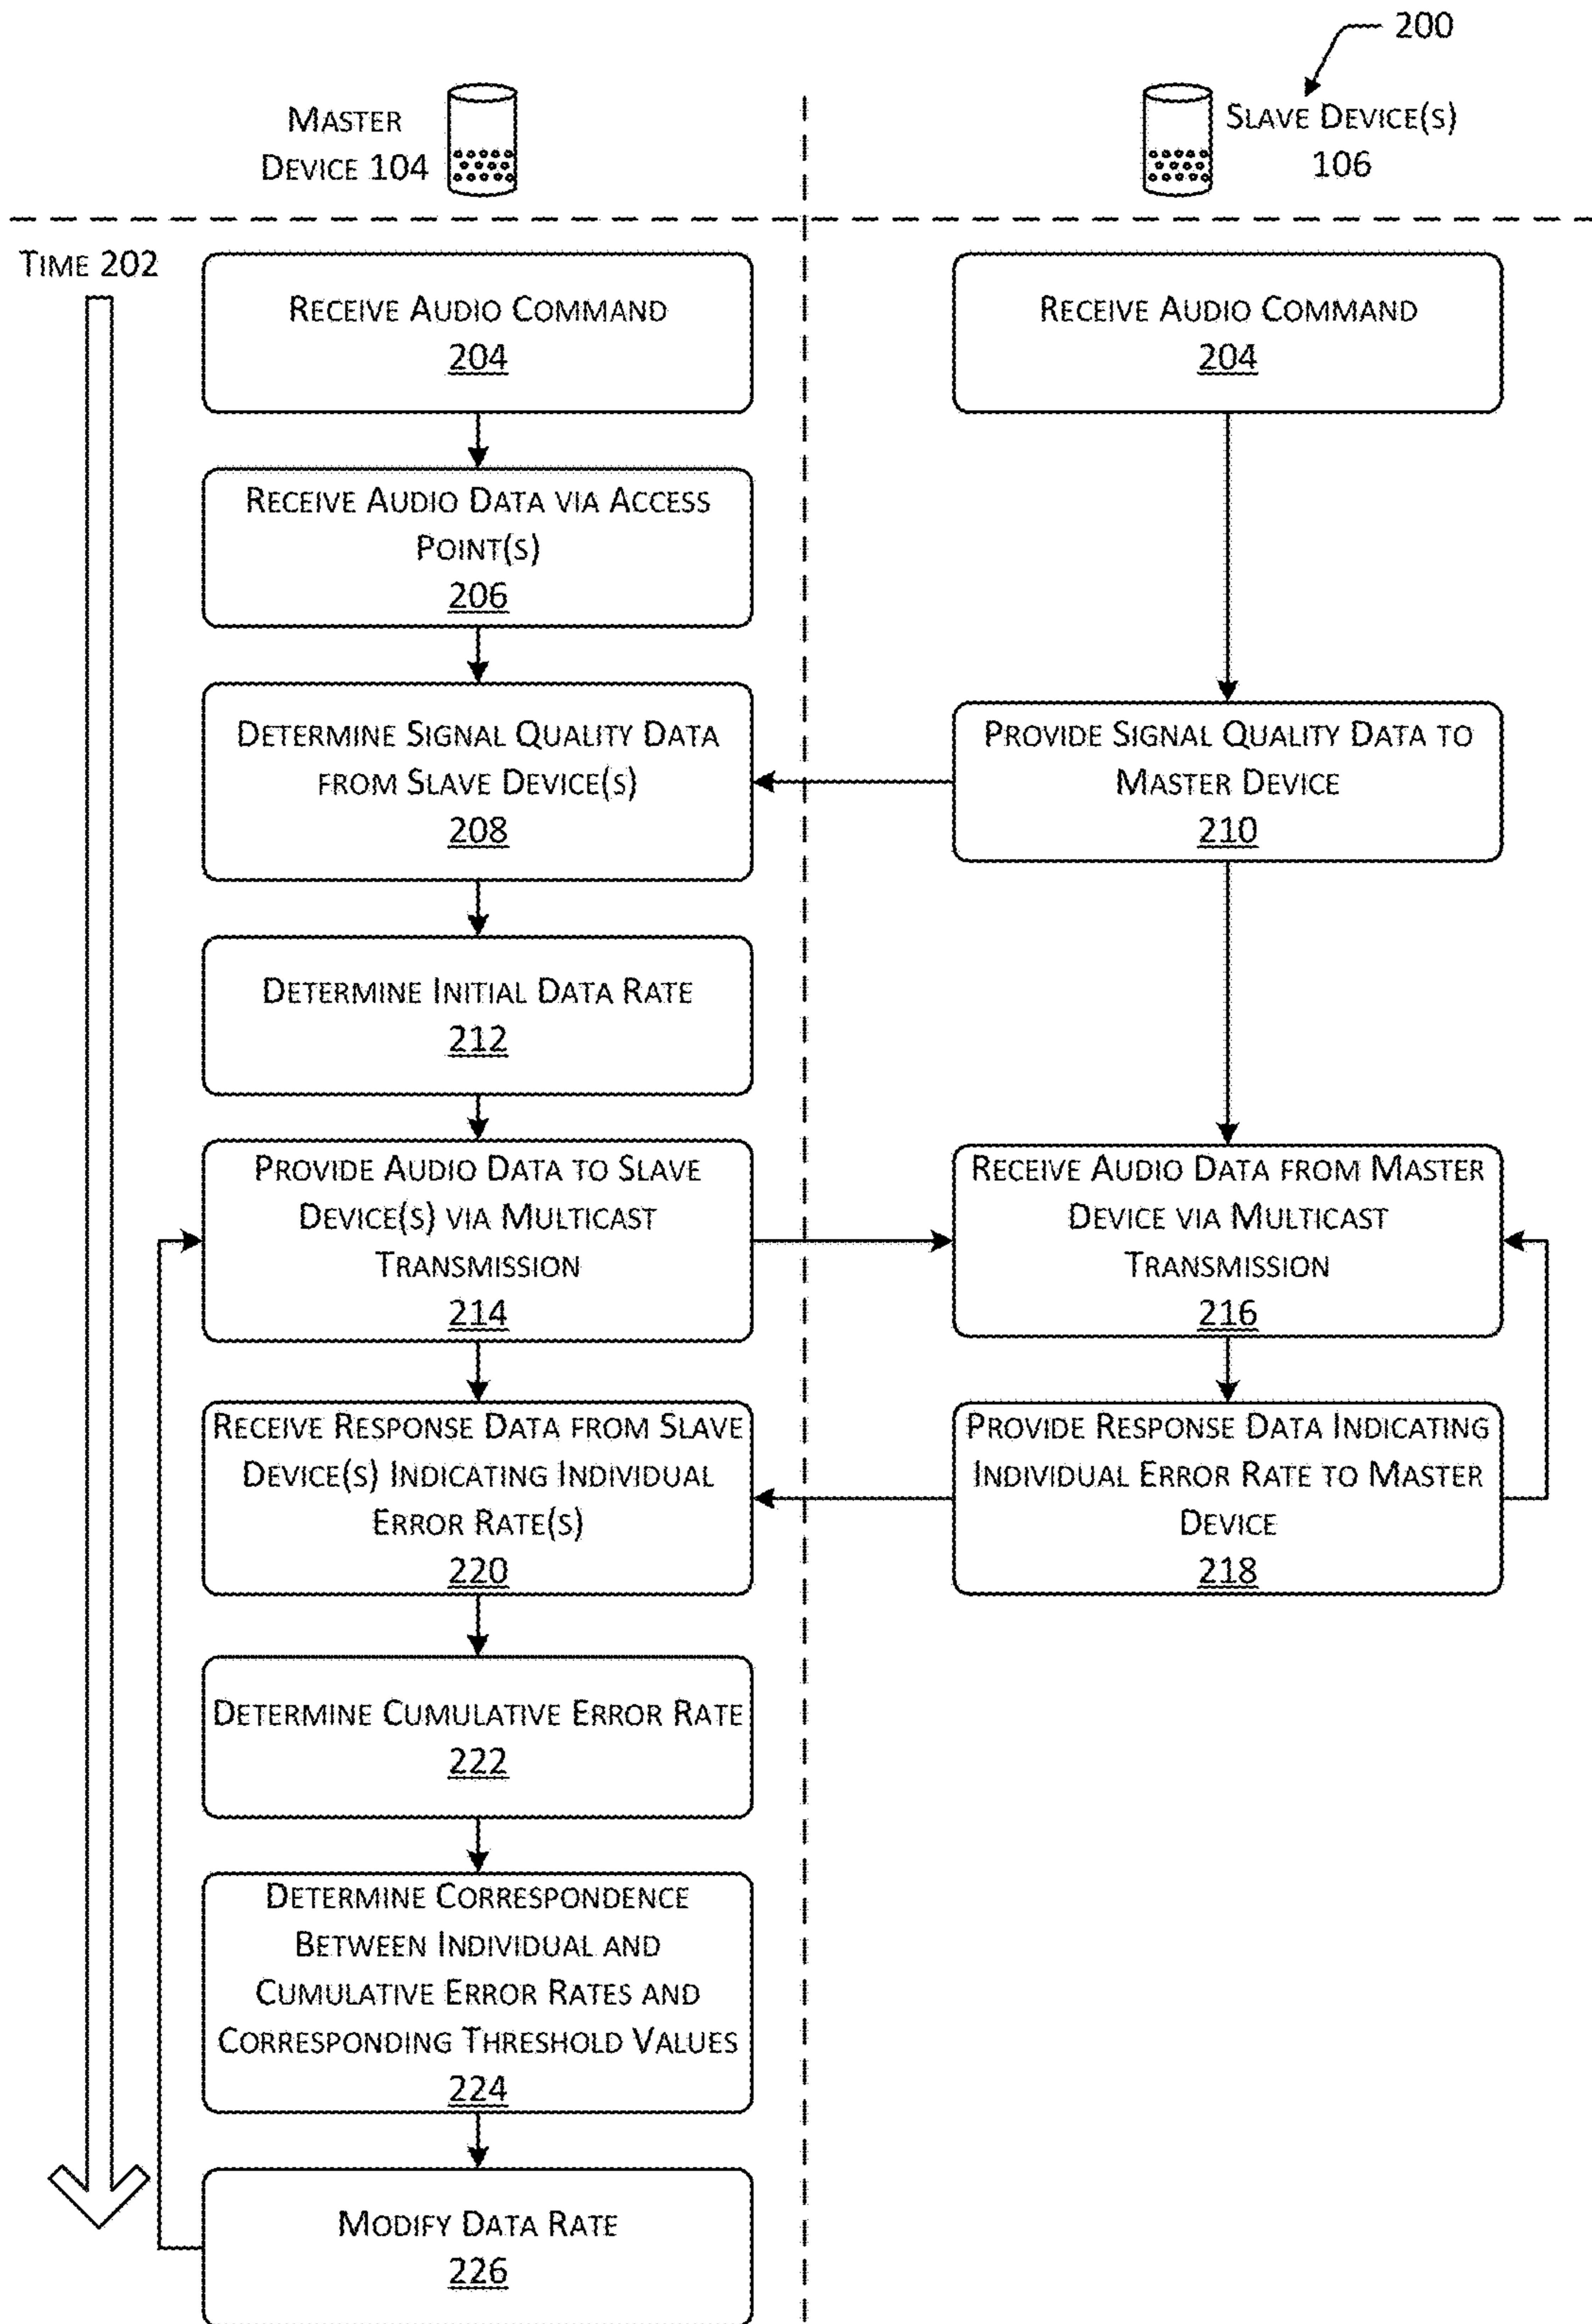 200
MASTER
DEVICE 104
SLAVE DEVICE(S)
106
TIME 202
RECEIVE AUDIO COMMAND
204
RECEIVE AUDIO COMMAND
204
RECEIVE AUDIO DATA VIA ACCESS
POINT(S)
206
DETERMINE SIGNAL QUALITY DATA
FROM SLAVE DEVICE(S)
208
PROVIDE SIGNAL QUALITY DATA TO
MASTER DEVICE
210
DETERMINE INITIAL DATA RATE
212
PROVIDE AUDIO DATA TO SLAVE
DEVICE(S) VIA MULTICAST
TRANSMISSION
214
RECEIVE AUDIO DATA FROM MASTER
DEVICE VIA MULTICAST
TRANSMISSION
216
RECEIVE RESPONSE DATA FROM SLAVE
DEVICE(S) INDICATING INDIVIDUAL
ERROR RATE(S)
220
PROVIDE RESPONSE DATA INDICATING
INDIVIDUAL ERROR RATE TO MASTER
DEVICE
218
DETERMINE CUMULATIVE ERROR RATE
222
DETERMINE CORRESPONDENCE
BETWEEN INDIVIDUAL AND
CUMULATIVE ERROR RATES AND
CORRESPONDING THRESHOLD VALUES
224
MODIFY DATA RATE
226